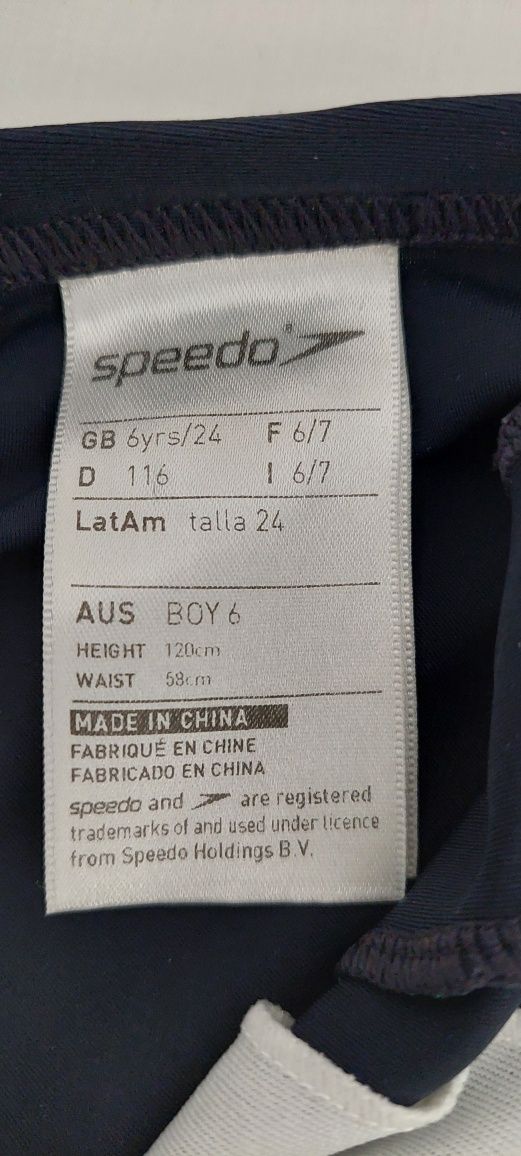 speedo®
GB 6yrs/24 F 6/7
D 116 I 6/7
LatAm talla 24
AUS BOY 6
HEIGHT 120cm
WAIST 58cm
MADE IN CHINA
FABRIQUÉ EN CHINE
FABRICADO EN CHINA
speedo and are registered
trademarks of and used under licence
from Speedo Holdings B.V.